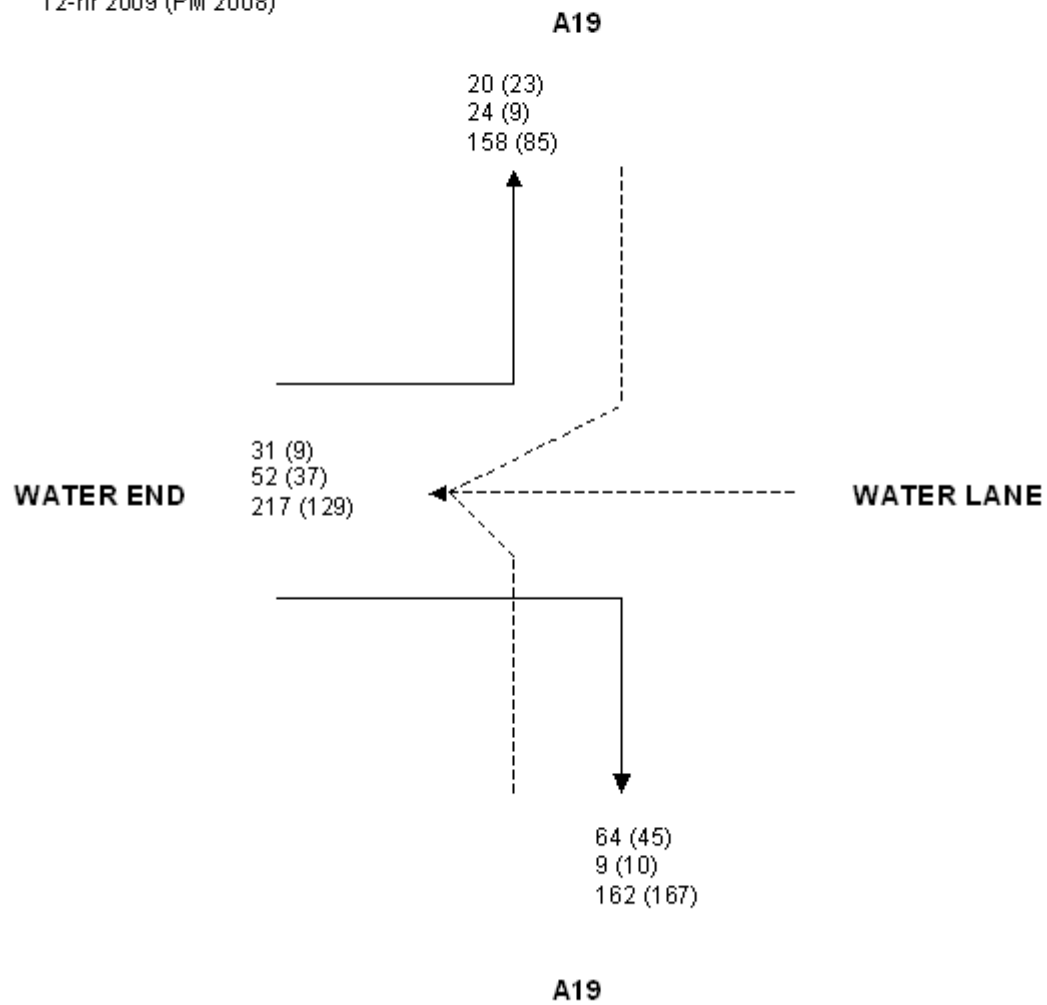 12-hr 2009 (PM 2008)
A19
20 (23)
24 (9)
158 (85)
31 (9)
52 (37)
217 (129)
WATER END
WATER LANE
64 (45)
9 (10)
162 (167)
A19